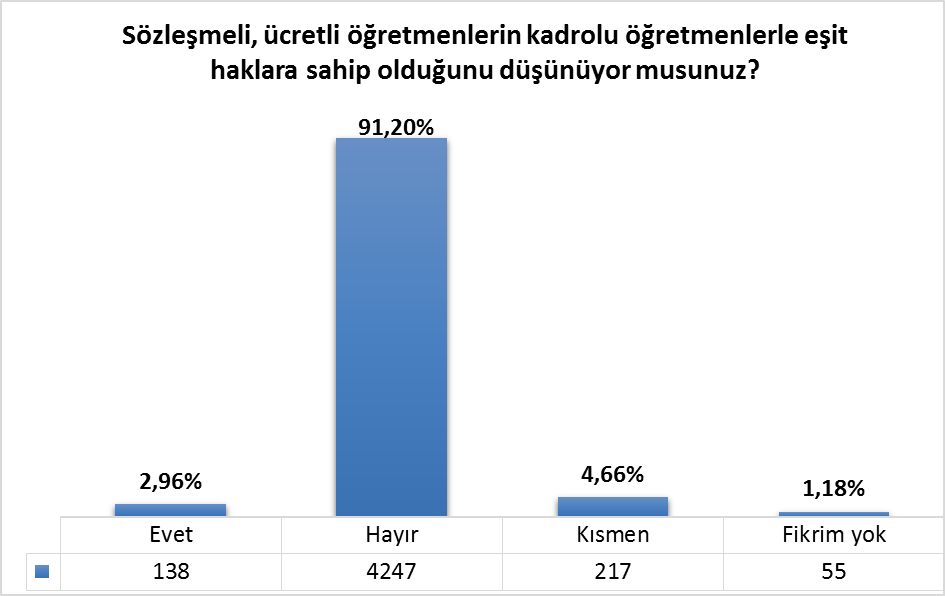 Sözleşmeli, ücretli öğretmenlerin kadrolu öğretmenlerle eşit
haklara sahip olduğunu düşünüyor musunuz?
91,20%
2,96%
4,66%
1,18%
Evet Hayır Kısmen Fikrim yok
138 4247 217 55